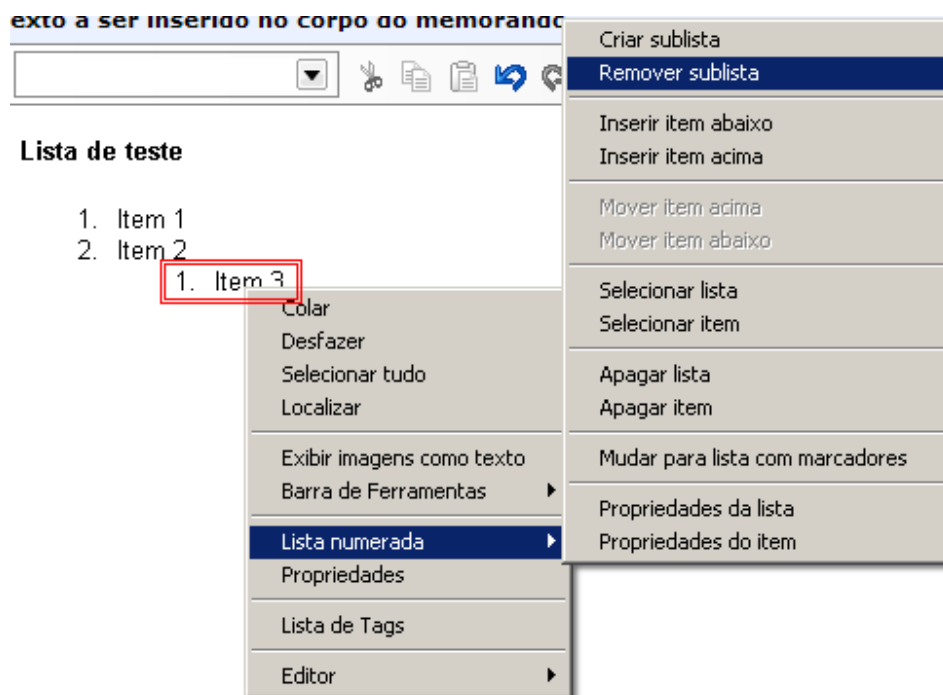 exto a ser inserido no corpo do memorando
Lista de teste
1. Item 1
2. Item 2
1. Item 3
Colar
Desfazer
Selecionar tudo
Localizar
Exibir imagens como texto
Barra de Ferramentas
Lista numerada
Propriedades
Lista de Tags
Editor
Criar sublista
Remover sublista
Inserir item abaixo
Inserir item acima
Mover item acima
Mover item abaixo
Selecionar lista
Selecionar item
Apagar lista
Apagar item
Mudar para lista com marcadores
Propriedades da lista
Propriedades do item